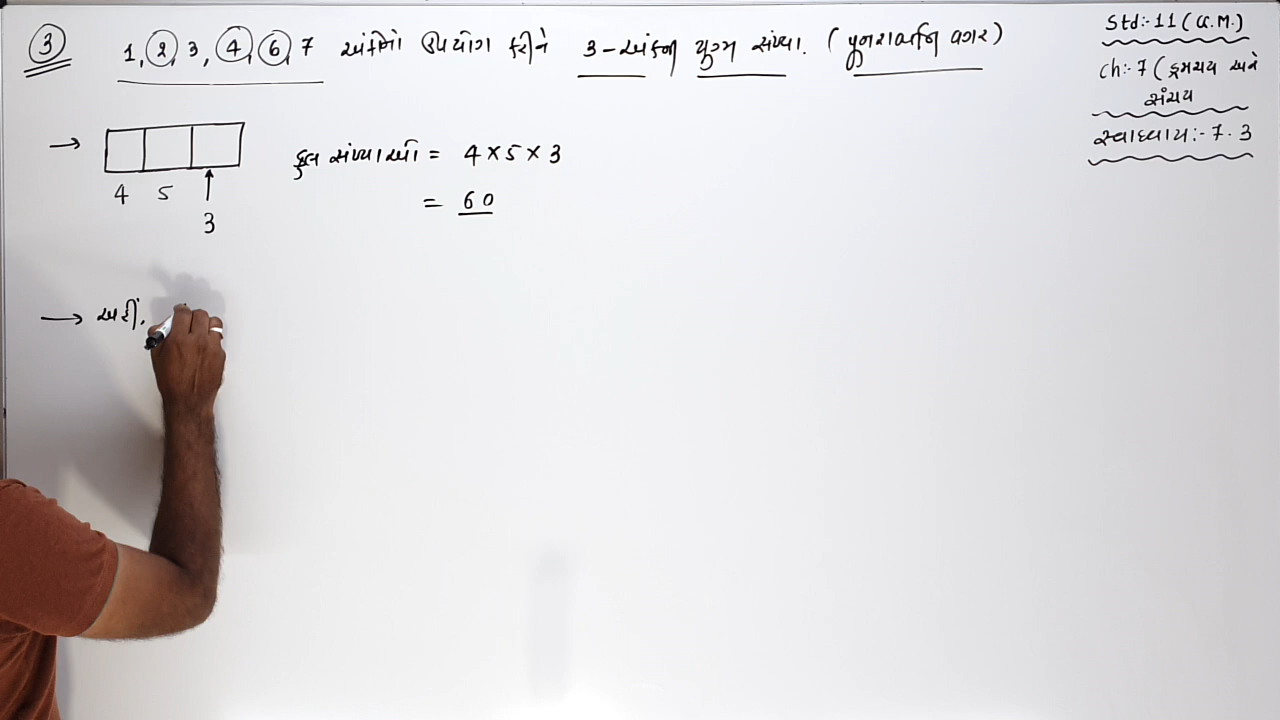 ③ 1, 2, 3, 4, 6, 7 અંકોનો ઉપયોગ કરીને 3-અંકની યુગ્મ સંખ્યા. (પુનરાવર્તન વગર)
Std:- 11 (G.M.)
ch:- 7 (ક્રમચય અને
સંચય
સ્વાધ્યાય:- 7.3
→ કુલ સંખ્યાઓ = 4 × 5 × 3
4 5 ↑
3
= 60
→ અહીં,